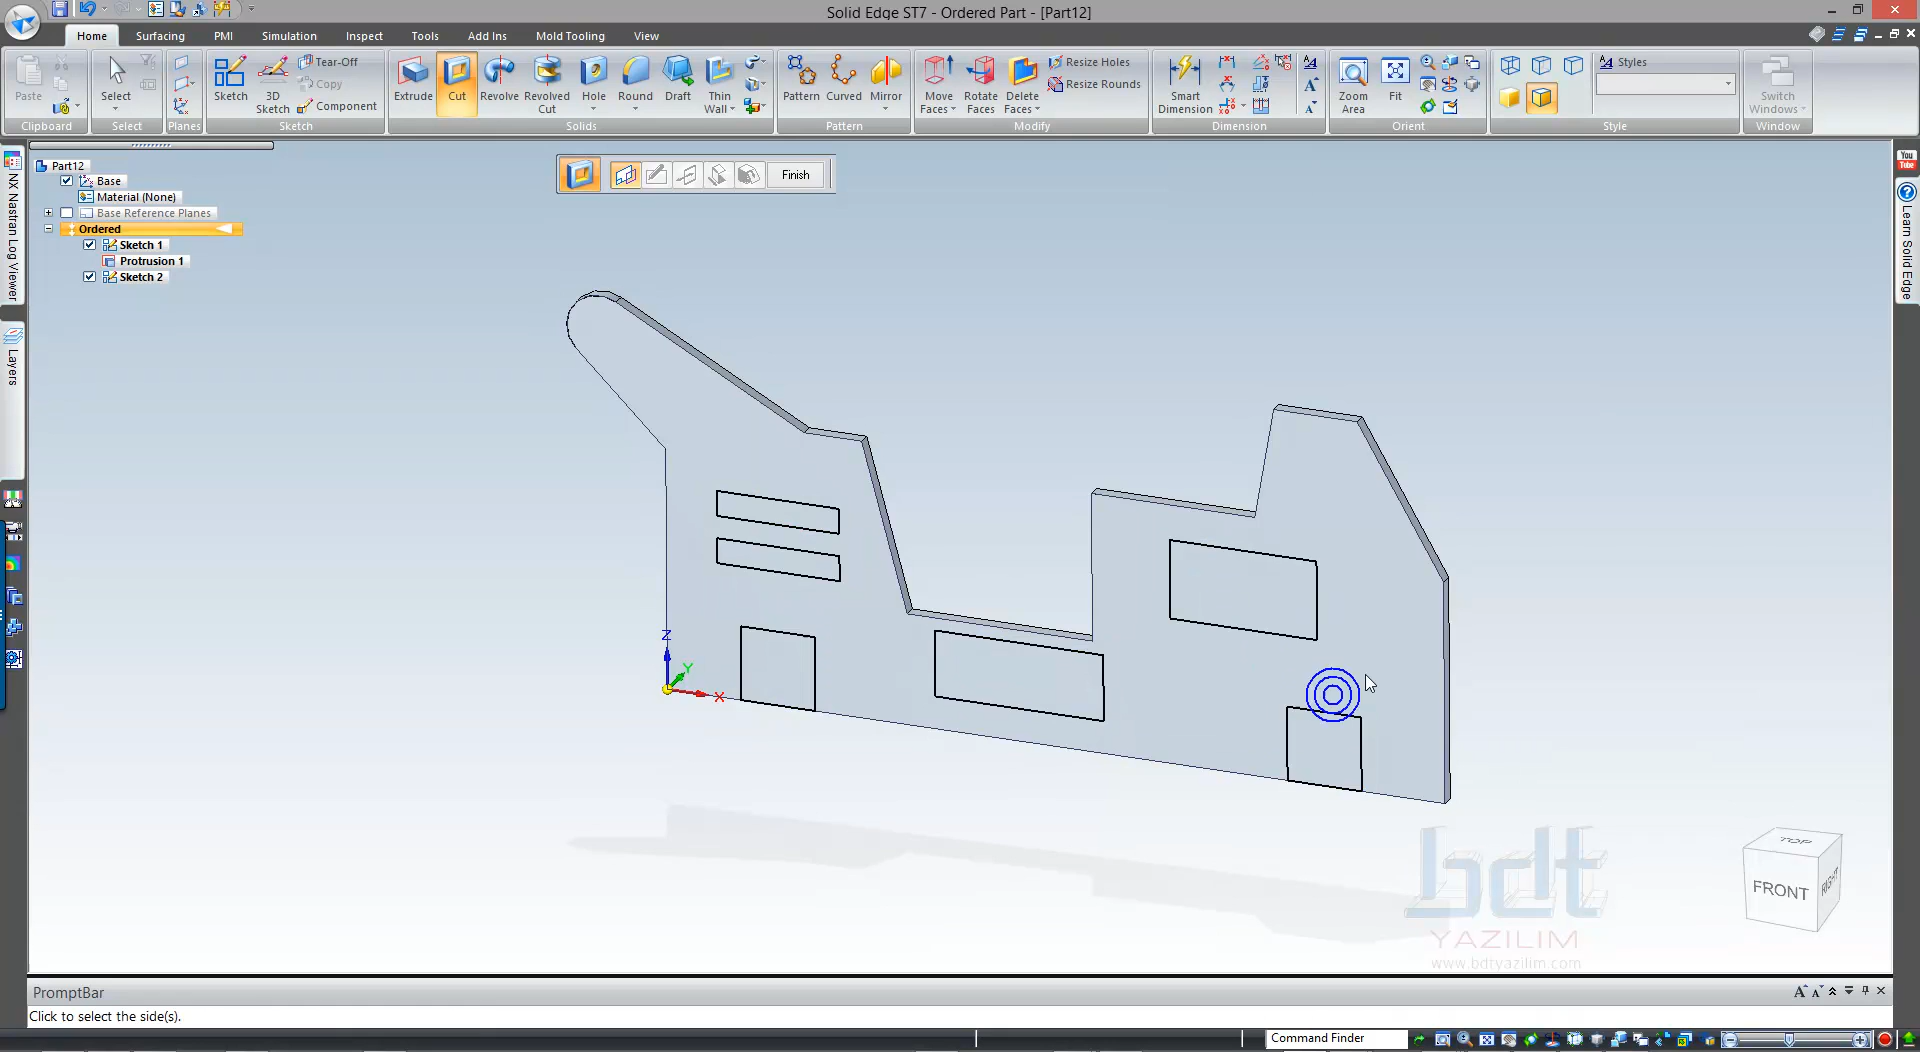 Solid Edge ST7 - Ordered Part - [Part12]
Home Surfacing PMI Simulation Inspect Tools Add Ins Mold Tooling View
Paste
Clipboard
Select
Select
Planes
Sketch
3D Sketch
Tear-Off
Copy
Component
Sketch
Extrude
Cut
Revolve
Revolved Cut
Hole
Round
Draft
Thin Wall
Solids
Pattern
Curved
Mirror
Pattern
Move Faces
Rotate Faces
Delete Faces
Resize Holes
Resize Rounds
Modify
Smart Dimension
Dimension
Zoom Area
Fit
Orient
Styles
Style
Switch Windows
Window
Finish
Part12
Base
Material (None)
Base Reference Planes
Ordered
Sketch 1
Protrusion 1
Sketch 2
NX Nastran Log Viewer
Layers
You Tube
Learn Solid Edge
Z
Y
X
TOP
FRONT
RIGHT
bdt
YAZILIM
www.bdtyazilim.com
PromptBar
Click to select the side(s).
Command Finder